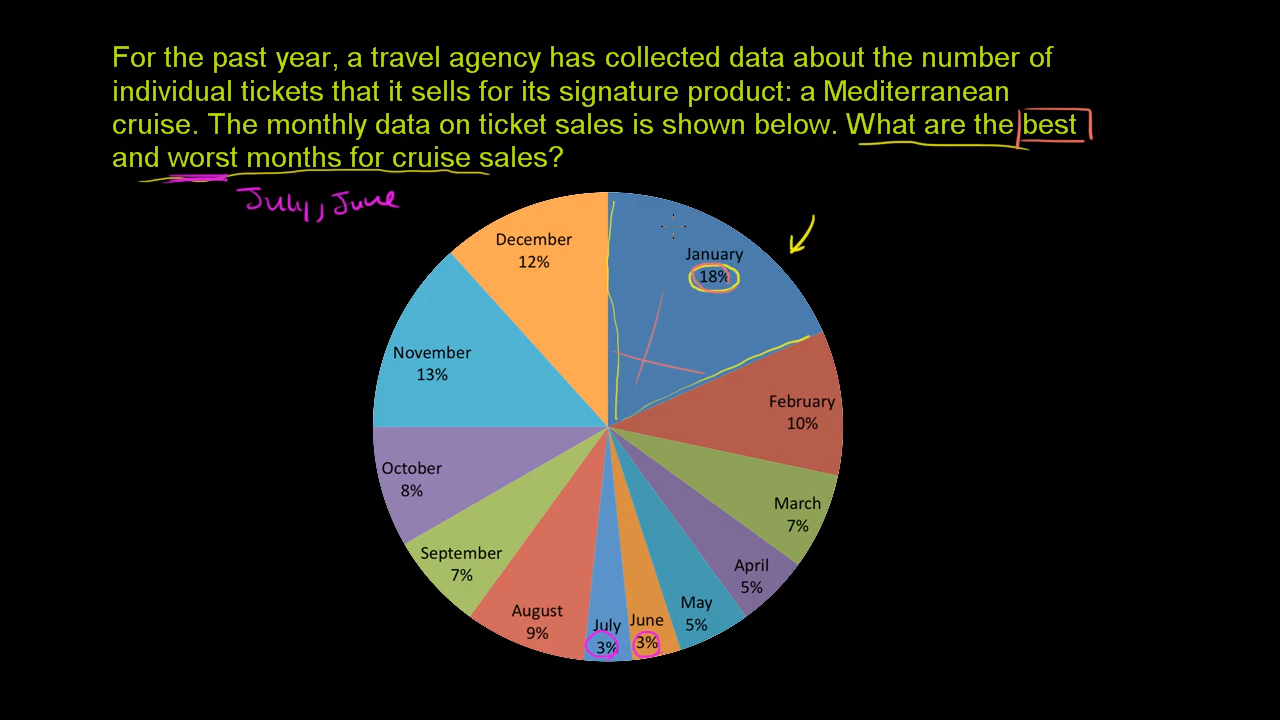 For the past year, a travel agency has collected data about the number of
individual tickets that it sells for its signature product: a Mediterranean
cruise. The monthly data on ticket sales is shown below. What are the best
and worst months for cruise sales?
July, June
December
12%
January
18%
November
13%
February
10%
October
8%
March
7%
September
7%
April
5%
August
9%
July
3%
June
3%
May
5%